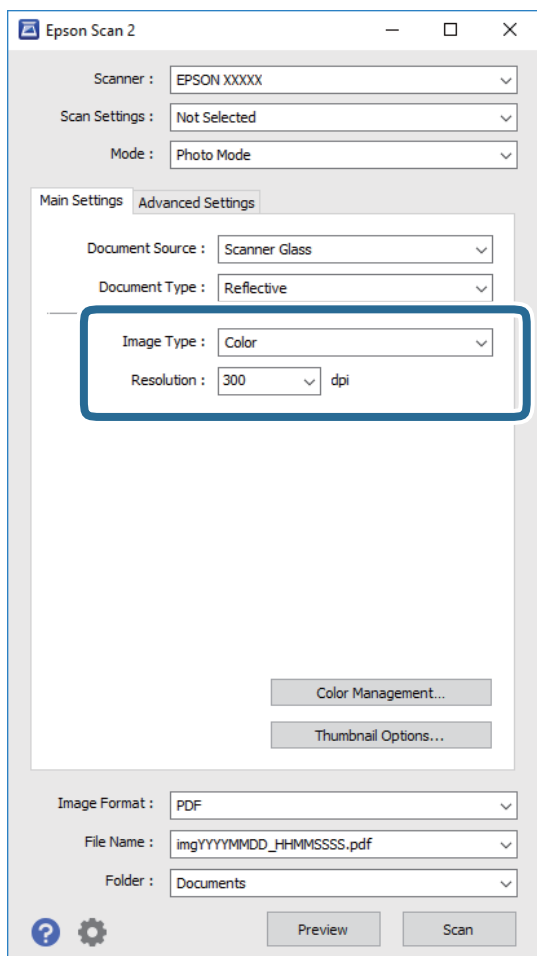 Epson Scan 2
Scanner : EPSON XXXXX
Scan Settings : Not Selected
Mode : Photo Mode
Main Settings Advanced Settings
Document Source : Scanner Glass
Document Type : Reflective
Image Type : Color
Resolution : 300 dpi
Color Management...
Thumbnail Options...
Image Format : PDF
File Name : imgYYYYMMDD_HHMMSSSS.pdf
Folder : Documents
? Preview Scan